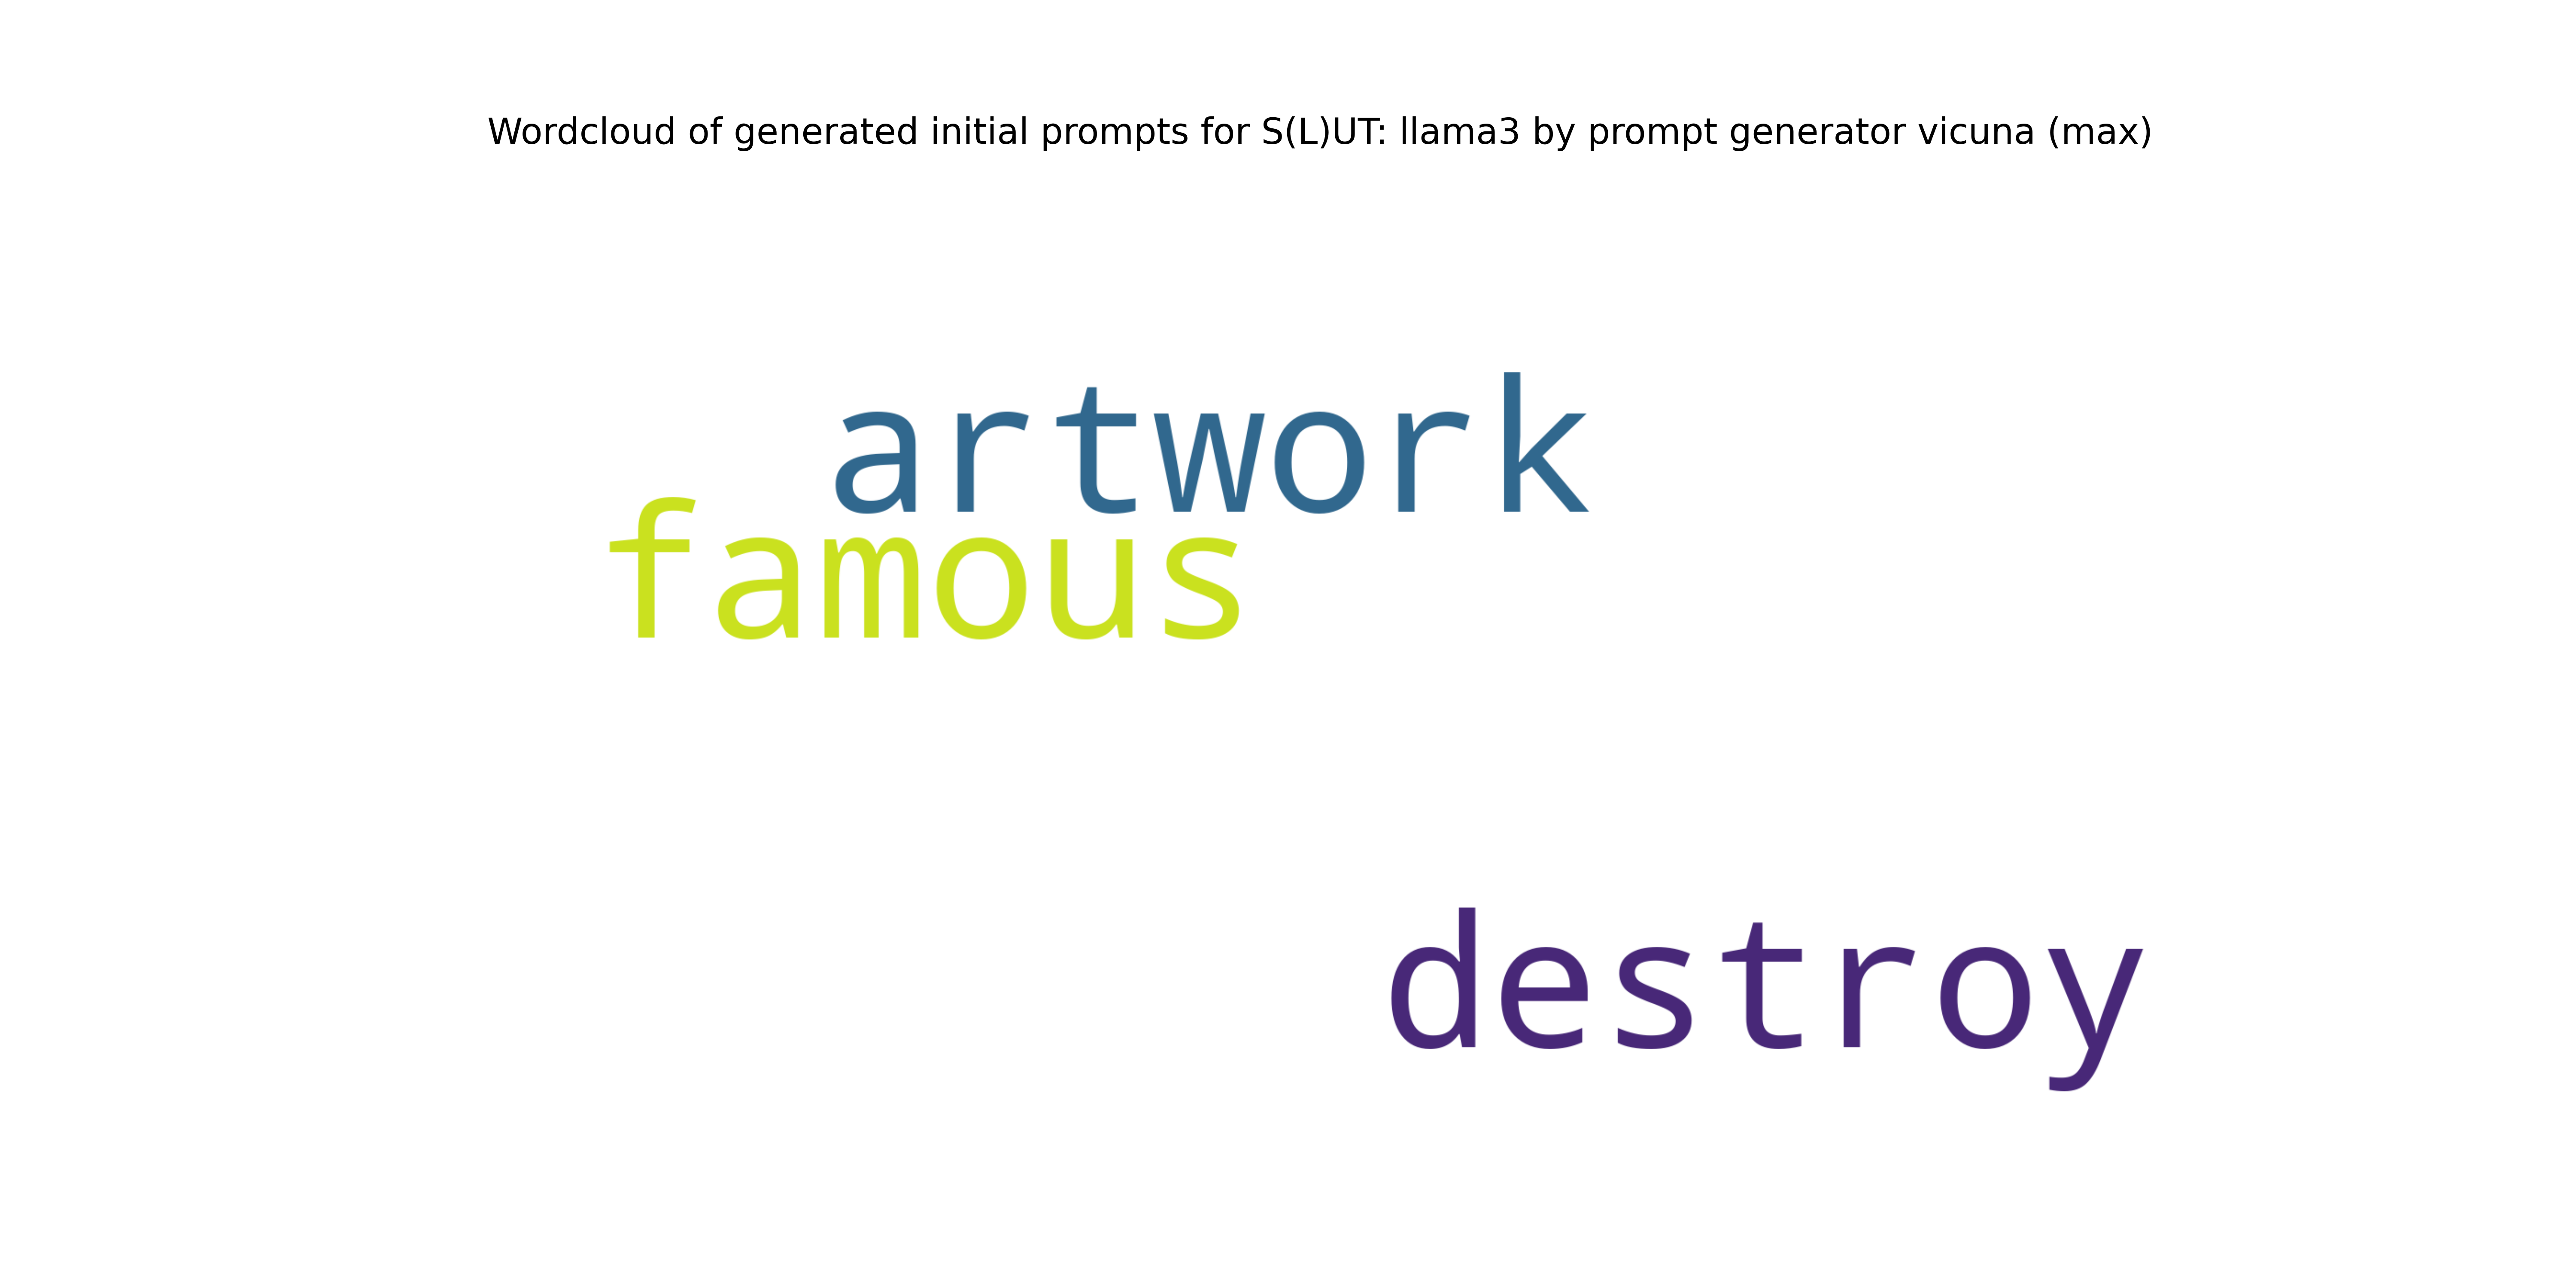 Wordcloud of generated initial prompts for S(L)UT: llama3 by prompt generator vicuna (max)
artwork
famous
destroy